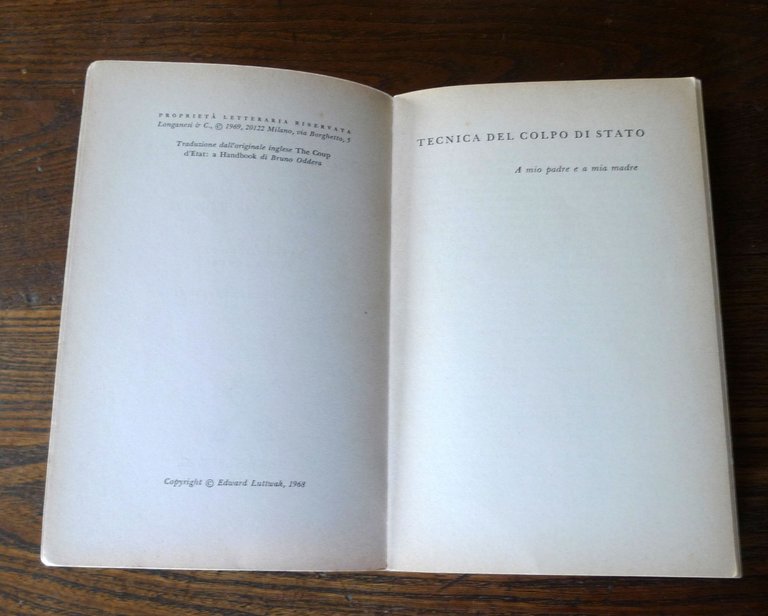 PROPRIETÀ LETTERARIA RISERVATA
Longanesi & C., © 1969, 20122 Milano, via Borghetto, 5
Traduzione dall'originale inglese The Coup
d'Etat: a Handbook di Bruno Oddera
Copyright © Edward Luttwak, 1968
TECNICA DEL COLPO DI STATO
A mio padre e a mia madre